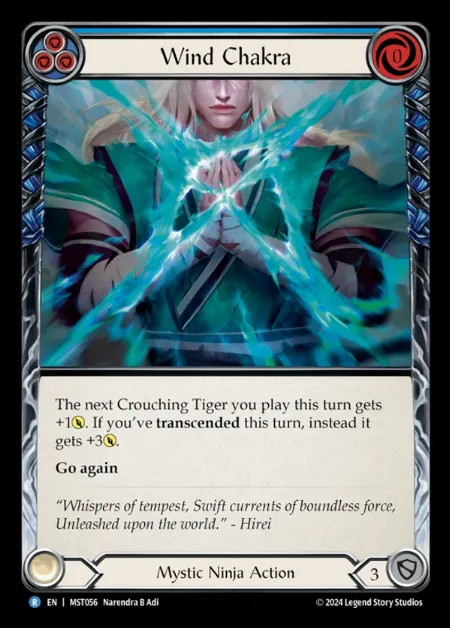 Wind Chakra
0
The next Crouching Tiger you play this turn gets
+1. If you've transcended this turn, instead it
gets +3.
Go again
“Whispers of tempest, Swift currents of boundless force,
Unleashed upon the world.” - Hirei
Mystic Ninja Action
3
R EN | MST056 Narendra B Adi
© 2024 Legend Story Studios